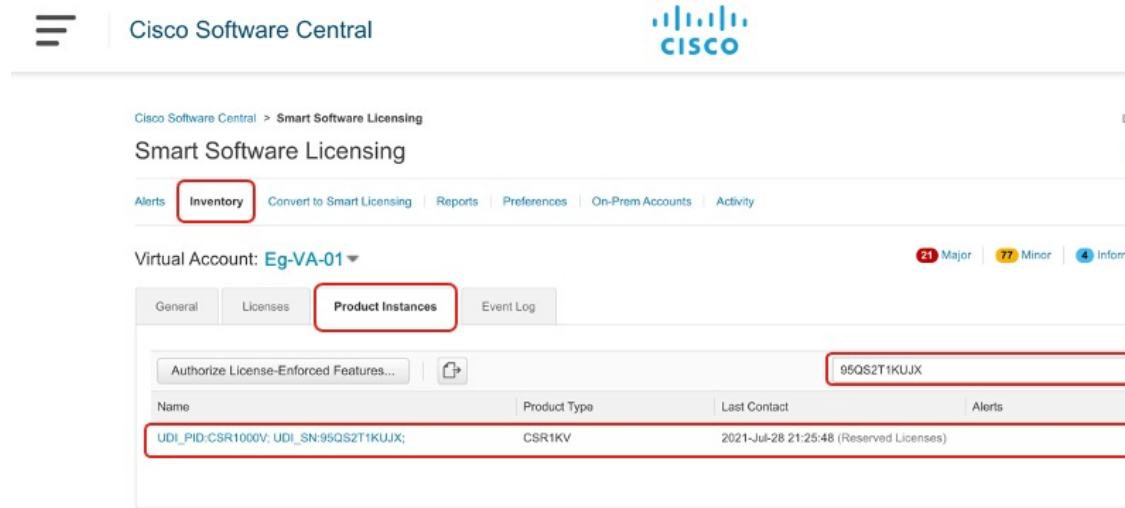 Cisco Software Central
CISCO
Cisco Software Central > Smart Software Licensing
Smart Software Licensing
Alerts Inventory Convert to Smart Licensing Reports Preferences On-Prem Accounts Activity
Virtual Account: Eg-VA-01 21 Major 77 Minor 4
General Licenses Product Instances Event Log
Authorize License-Enforced Features... 95QS2T1KUJX
Name Product Type Last Contact Alerts
UDI_PID:CSR1000V; UDI_SN:95QS2T1KUJX; CSR1KV 2021-Jul-28 21:25:48 (Reserved Licenses)